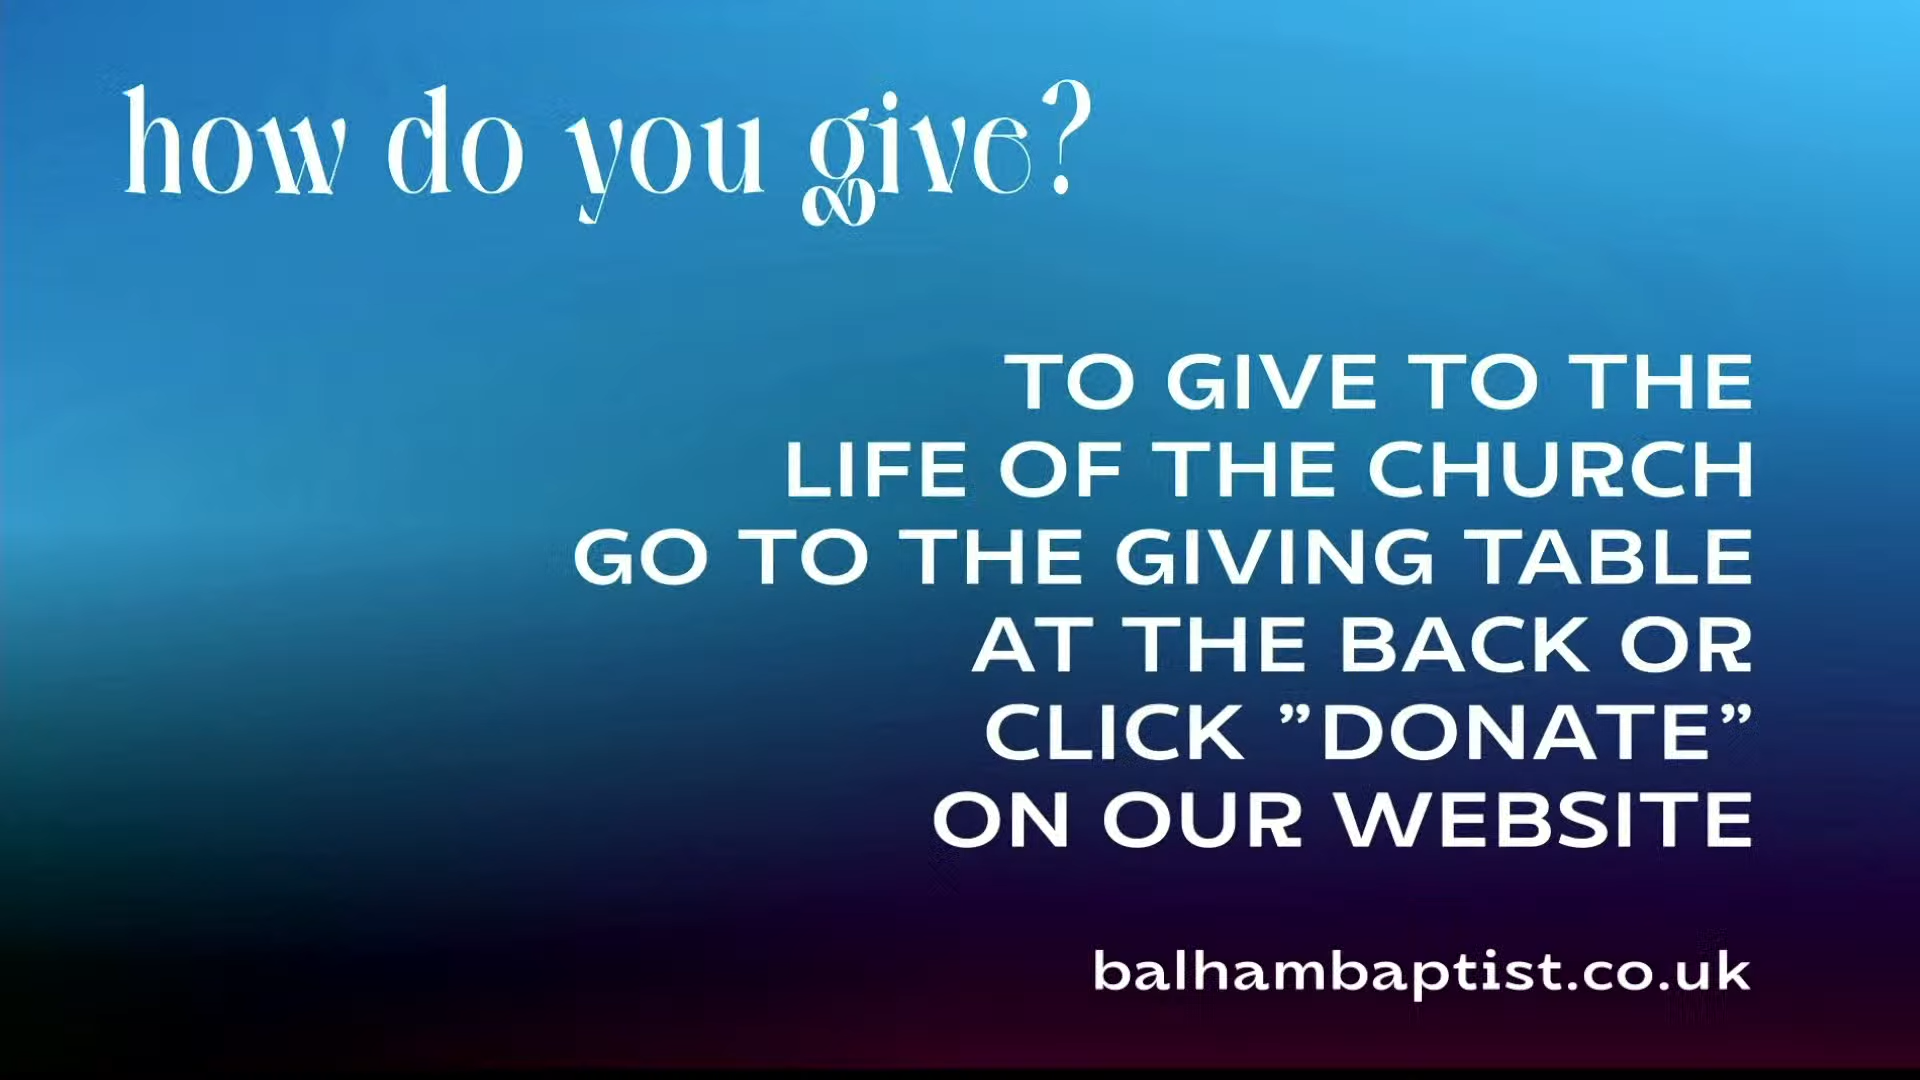 how do you give?
TO GIVE TO THE
LIFE OF THE CHURCH
GO TO THE GIVING TABLE
AT THE BACK OR
CLICK ”DONATE”
ON OUR WEBSITE
balhambaptist.co.uk